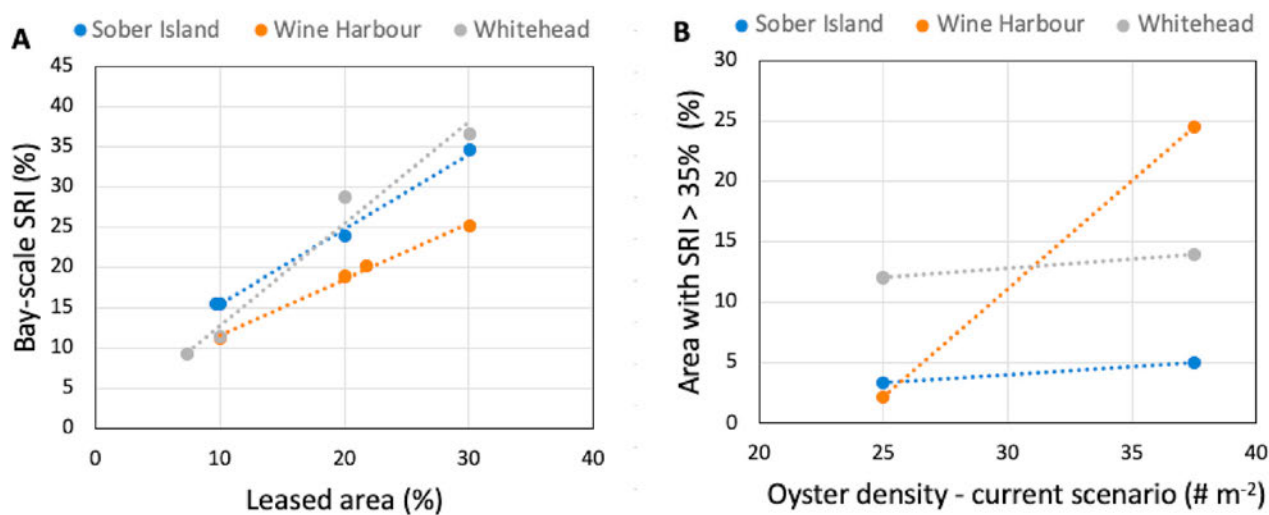 A
Sober Island Wine Harbour Whitehead
45
40
35
30
25
20
15
10
5
0
0 10 20 30 40
Bay-scale SRI (%)
Leased area (%)
B
Sober Island Wine Harbour Whitehead
30
25
20
15
10
5
0
20 25 30 35 40
Area with SRI > 35% (%)
Oyster density - current scenario (# m-2)